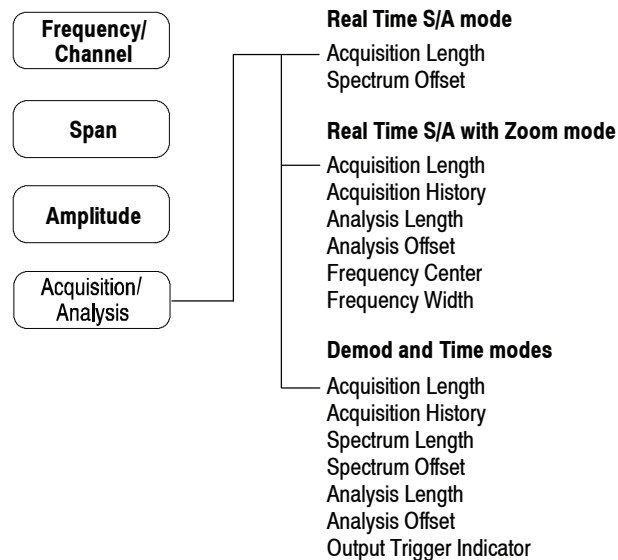 Frequency/
Channel
Span
Amplitude
Acquisition/
Analysis
Real Time S/A mode
Acquisition Length
Spectrum Offset
Real Time S/A with Zoom mode
Acquisition Length
Acquisition History
Analysis Length
Analysis Offset
Frequency Center
Frequency Width
Demod and Time modes
Acquisition Length
Acquisition History
Spectrum Length
Spectrum Offset
Analysis Length
Analysis Offset
Output Trigger Indicator